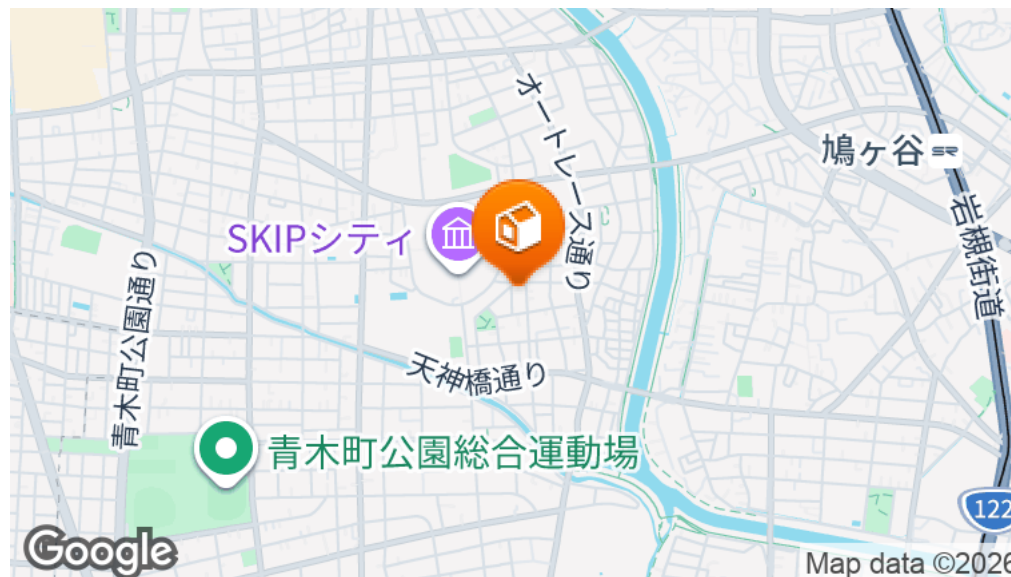 オートレース通り
鳩ヶ谷
SR
SKIPシティ
岩槻街道
青木町公園通り
天神橋通り
青木町公園総合運動場
122
Google
Map data ©2026